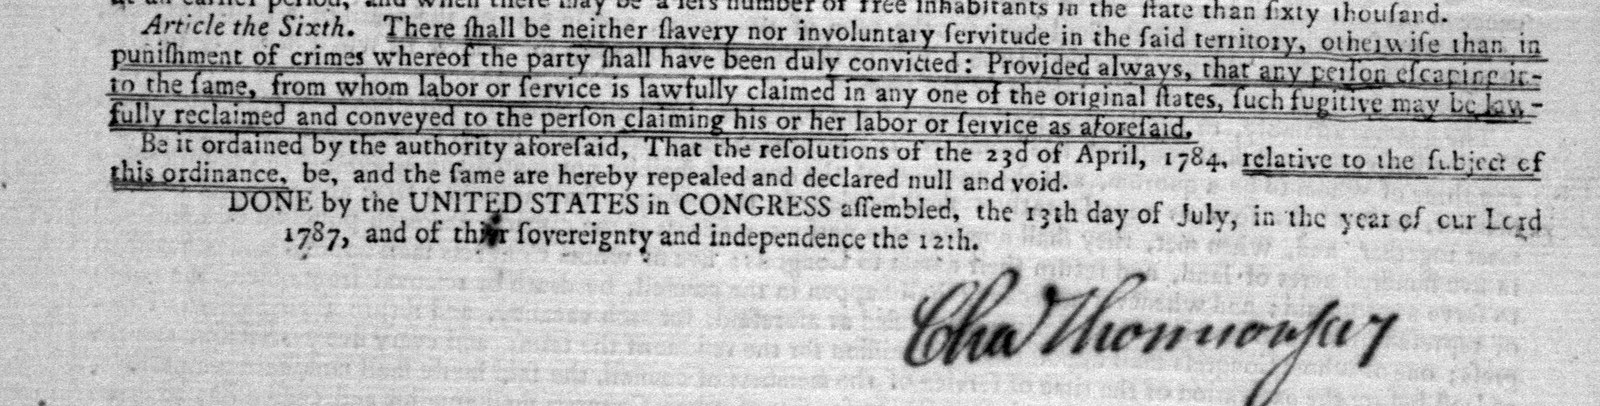 at an earlier period, and when there may be a leſs number of free inhabitants in the ſtate than ſixty thouſand.
Article the Sixth. There ſhall be neither ſlavery nor involuntary ſervitude in the ſaid territory, otherwiſe than in
puniſhment of crimes whereof the party ſhall have been duly convicted: Provided always, that any perſon eſcaping in-
to the ſame, from whom labor or ſervice is lawfully claimed in any one of the original ſtates, ſuch fugitive may be law-
fully reclaimed and conveyed to the perſon claiming his or her labor or ſervice as aforeſaid.
Be it ordained by the authority aforeſaid, That the reſolutions of the 23d of April, 1784, relative to the ſubject of
this ordinance, be, and the ſame are hereby repealed and declared null and void.
DONE by the UNITED STATES in CONGRESS aſſembled, the 13th day of July, in the year of our Lord
1787, and of their ſovereignty and independence the 12th.
Chaˢ Thomson Secy